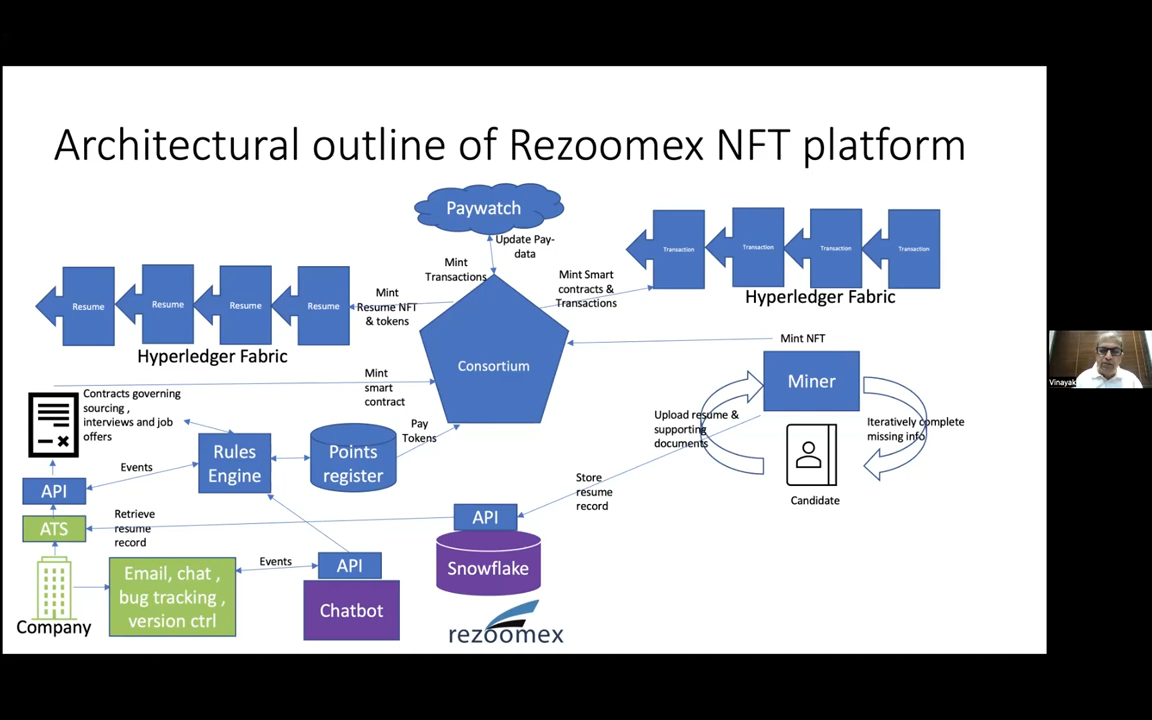 Architectural outline of Rezoomex NFT platform
Paywatch
Update Pay-
data
Mint
Transactions
Mint Smart
contracts &
Transactions
Transaction
Transaction
Transaction
Transaction
Hyperledger Fabric
Resume
Resume
Resume
Resume
Hyperledger Fabric
Mint
Resume NFT
& tokens
Consortium
Mint NFT
Miner
Mint
smart
contract
Contracts governing
sourcing ,
interviews and job
offers
Upload resume &
supporting
documents
Iteratively complete
missing info
Candidate
Pay
Tokens
Rules
Engine
Points
register
Events
API
ATS
Retrieve
resume
record
Store
resume
record
API
Snowflake
Events
API
Chatbot
Email, chat ,
bug tracking ,
version ctrl
Company
rezoomex
Vinayak